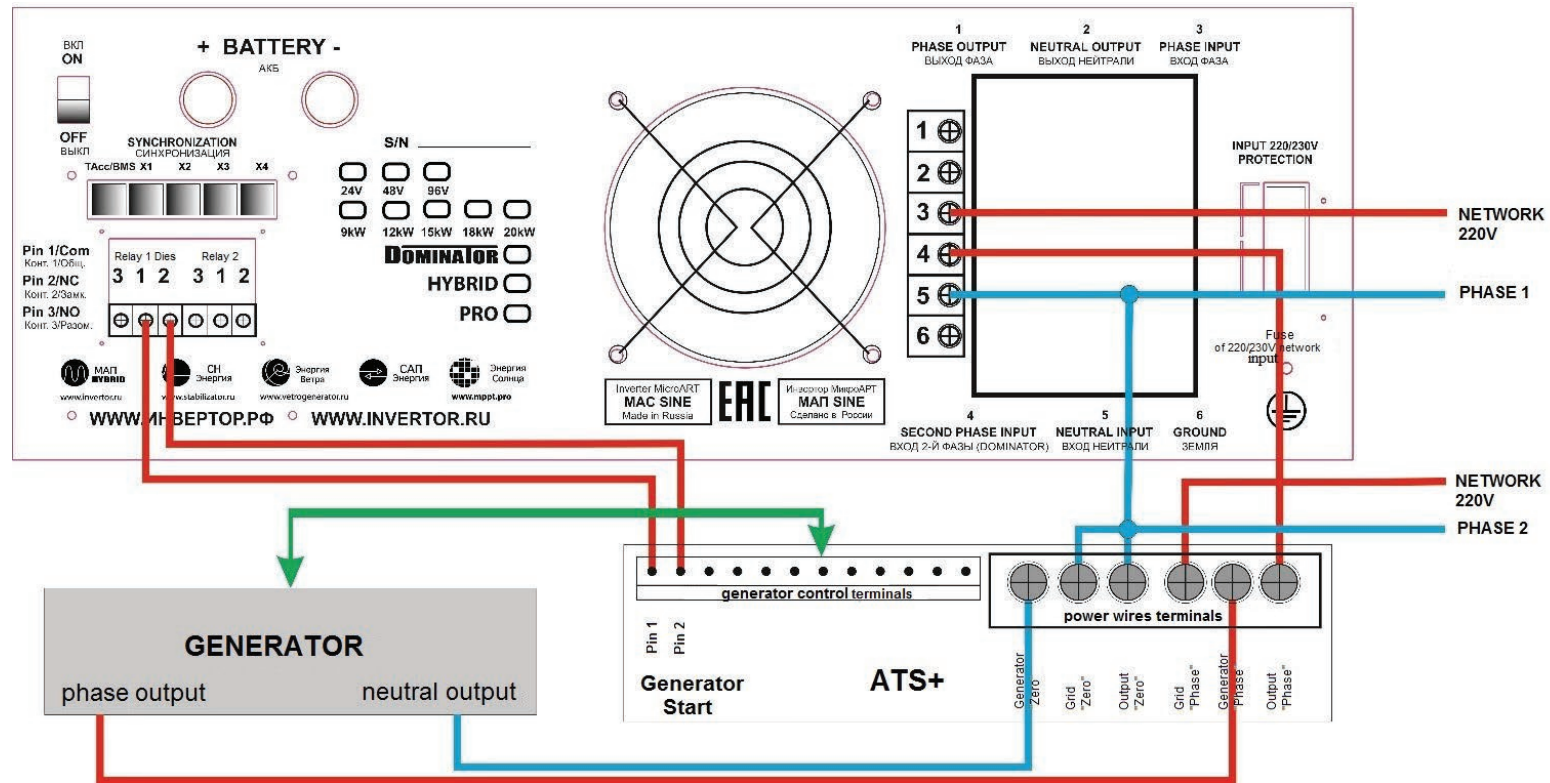 ВКЛ
ON
OFF
ВЫКЛ
+ BATTERY -
АКБ
SYNCHRONIZATION
СИНХРОНИЗАЦИЯ
TAcc/BMS X1 X2 X3 X4
S/N
24V 48V 96V
9kW 12kW 15kW 18kW 20kW
DOMINATOR
HYBRID
PRO
Pin 1/Com
Конт. 1/Общ.
Pin 2/NC
Конт. 2/Замк.
Pin 3/NO
Конт. 3/Разом.
Relay 1 Dies Relay 2
3 1 2 3 1 2
МАП
HYBRID
www.invertor.ru
СН
Энергия
www.stabilizator.ru
Энергия
Ветра
www.vetrogenerator.ru
САП
Энергия
Энергия
Солнца
www.mppt.pro
WWW.ИНВЕРТОР.РФ WWW.INVERTOR.RU
Inverter MicroART
MAC SINE
Made in Russia
EAC
Инвертор МикроАРТ
МАП SINE
Сделано в России
1
PHASE OUTPUT
ВЫХОД ФАЗА
2
NEUTRAL OUTPUT
ВЫХОД НЕЙТРАЛИ
3
PHASE INPUT
ВХОД ФАЗА
1
2
3
4
5
6
4
SECOND PHASE INPUT
ВХОД 2-Й ФАЗЫ (DOMINATOR)
5
NEUTRAL INPUT
ВХОД НЕЙТРАЛИ
6
GROUND
ЗЕМЛЯ
INPUT 220/230V
PROTECTION
Fuse
of 220/230V network
input
NETWORK
220V
PHASE 1
NETWORK
220V
PHASE 2
GENERATOR
phase output neutral output
generator control terminals
Pin 1
Pin 2
Generator
Start
ATS+
power wires terminals
Generator
"Zero"
Grid
"Zero"
Output
"Zero"
Grid
"Phase"
Generator
"Phase"
Output
"Phase"